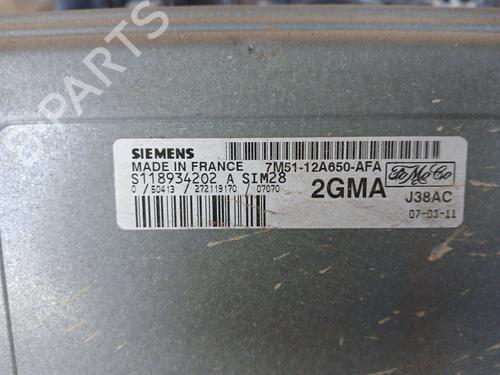 SIEMENS
MADE IN FRANCE 7M51-12A650-AFA
S118934202 A SIM28
0 / 50413 / 272119170 / 07070
2GMA
FoMoCo
J38AC
07-03-11
B-PARTS